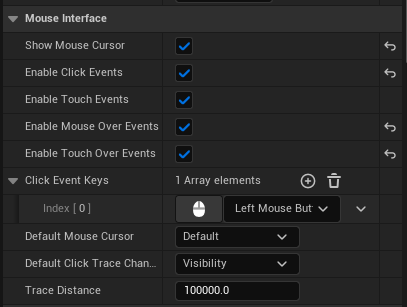 Mouse Interface
Show Mouse Cursor
Enable Click Events
Enable Touch Events
Enable Mouse Over Events
Enable Touch Over Events
Click Event Keys 1 Array elements
Index [ 0 ] Left Mouse But
Default Mouse Cursor Default
Default Click Trace Chan... Visibility
Trace Distance 100000.0